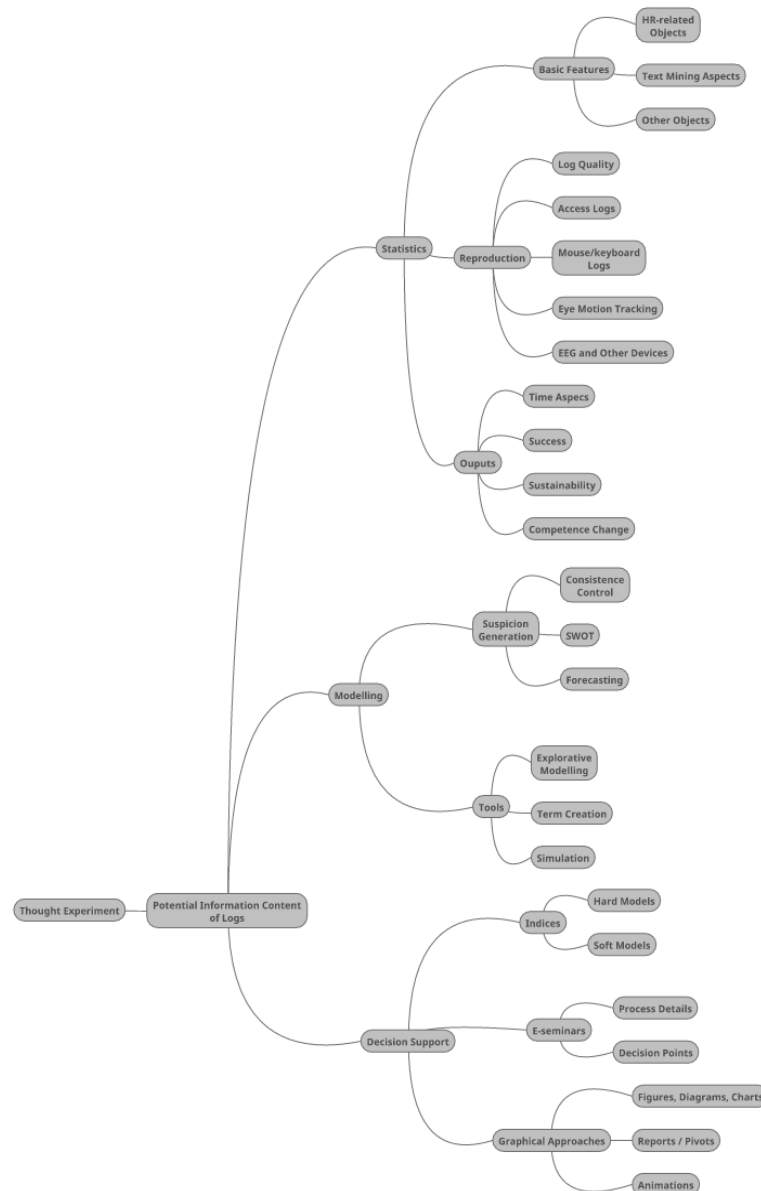 HR-related
Objects
Basic Features
Text Mining Aspects
Other Objects
Log Quality
Access Logs
Statistics
Reproduction
Mouse/keyboard
Logs
Eye Motion Tracking
EEG and Other Devices
Time Aspecs
Success
Ouputs
Sustainability
Competence Change
Consistence
Control
Suspicion
Generation
SWOT
Forecasting
Modelling
Explorative
Modelling
Tools
Term Creation
Simulation
Thought Experiment
Potential Information Content
of Logs
Hard Models
Indices
Soft Models
Process Details
E-seminars
Decision Points
Decision Support
Figures, Diagrams, Charts
Graphical Approaches
Reports / Pivots
Animations